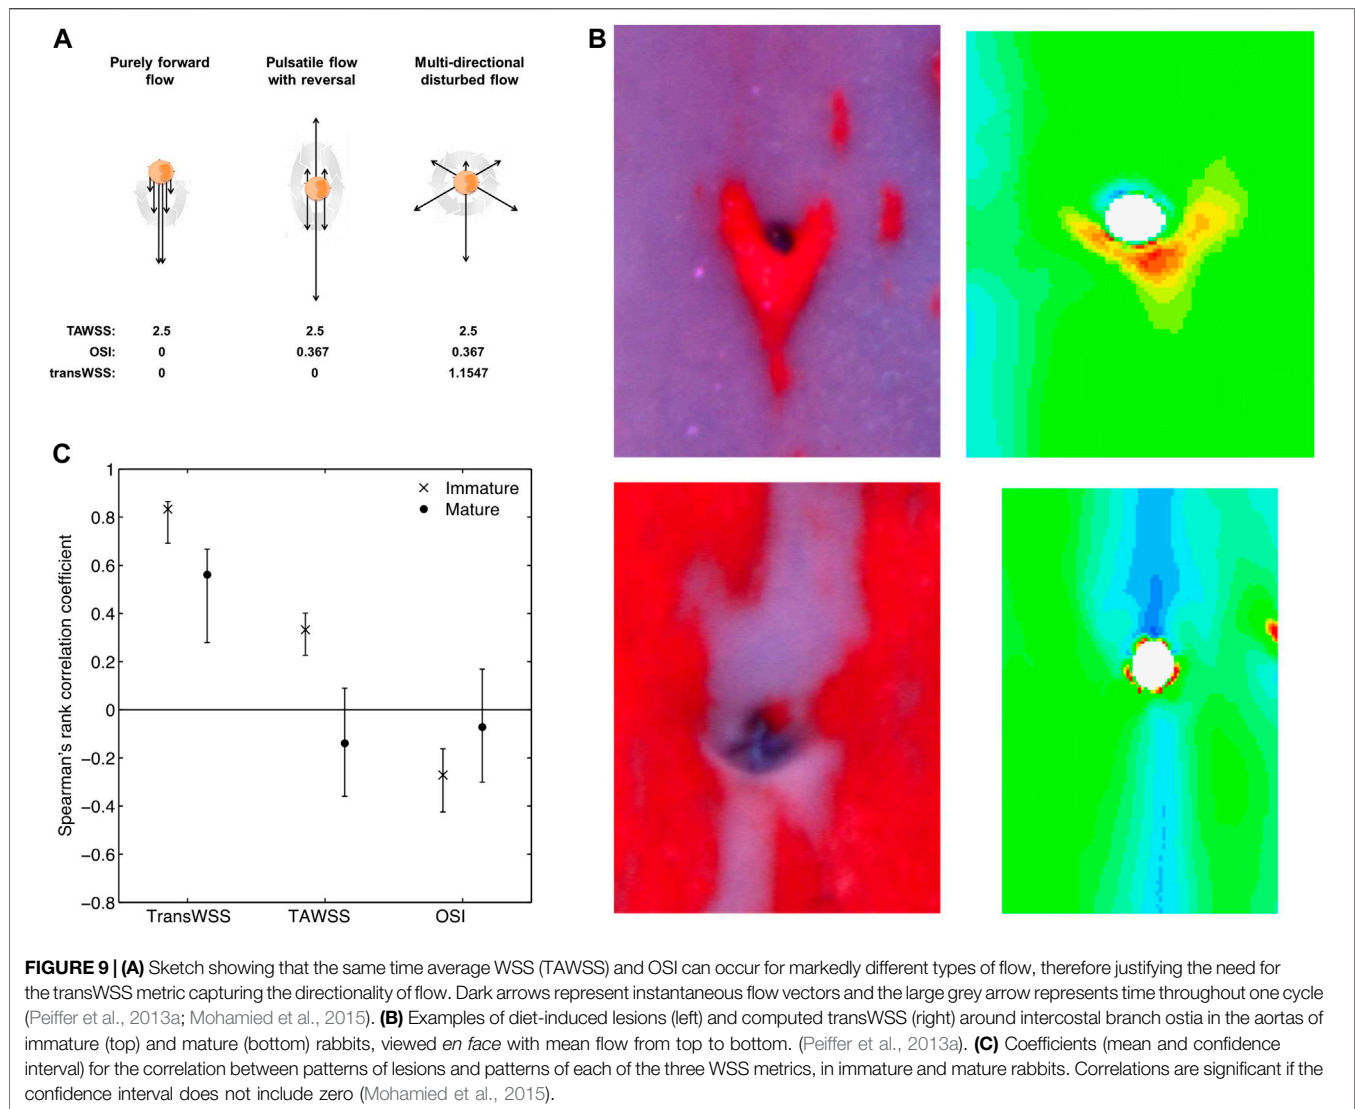 A
Purely forward
flow
Pulsatile flow
with reversal
Multi-directional
disturbed flow
TAWSS: 2.5 2.5 2.5
OSI: 0 0.367 0.367
transWSS: 0 0 1.1547
B
C
Spearman's rank correlation coefficient
1
0.8
0.6
0.4
0.2
0
−0.2
−0.4
−0.6
−0.8
Immature
Mature
TransWSS TAWSS OSI
FIGURE 9 | (A) Sketch showing that the same time average WSS (TAWSS) and OSI can occur for markedly different types of flow, therefore justifying the need for
the transWSS metric capturing the directionality of flow. Dark arrows represent instantaneous flow vectors and the large grey arrow represents time throughout one cycle
(Peiffer et al., 2013a; Mohamied et al., 2015). (B) Examples of diet-induced lesions (left) and computed transWSS (right) around intercostal branch ostia in the aortas of
immature (top) and mature (bottom) rabbits, viewed en face with mean flow from top to bottom. (Peiffer et al., 2013a). (C) Coefficients (mean and confidence
interval) for the correlation between patterns of lesions and patterns of each of the three WSS metrics, in immature and mature rabbits. Correlations are significant if the
confidence interval does not include zero (Mohamied et al., 2015).